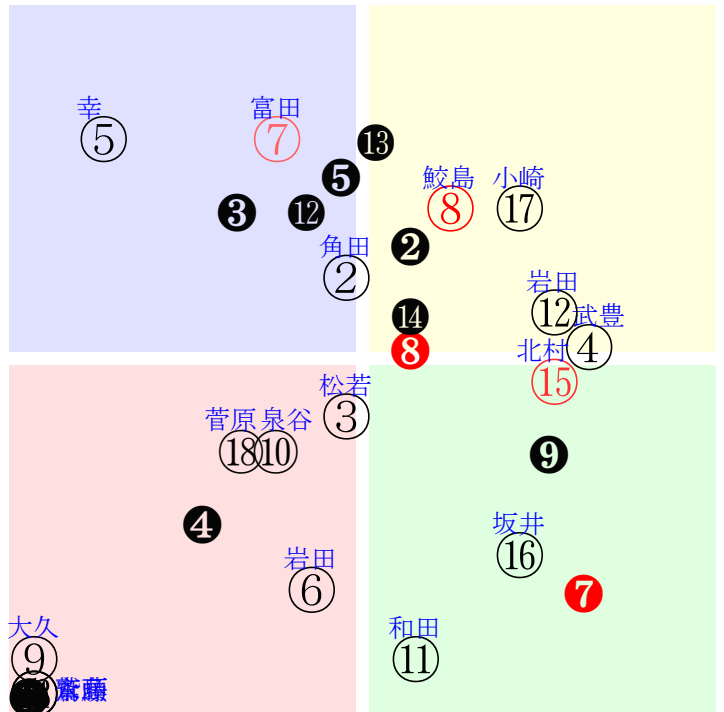 幸
⑤
富田
⑦
⓭
❺
鮫島
⑧
小崎
⑰
❸
⓬
❷
角田
②
岩田
⑫
武豊
④
⓮
❽
北村
⑮
松若
③
菅原
⑱
泉谷
⑩
❾
❹
坂井
⑯
岩田
⑥
❼
大久
⑨
和田
⑪